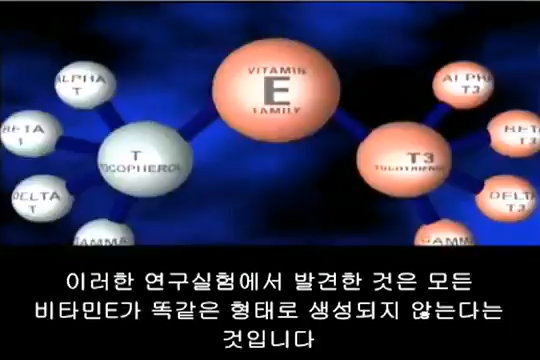 VITAMIN
E
FAMILY
ALPHA
T
ALPHA
T3
BETA
T
BETA
T3
T
TOCOPHEROL
T3
TOCOTRIENOL
DELTA
T
DELTA
T3
GAMMA
GAMMA
이러한 연구실험에서 발견한 것은 모든
비타민E가 똑같은 형태로 생성되지 않는다는
것입니다